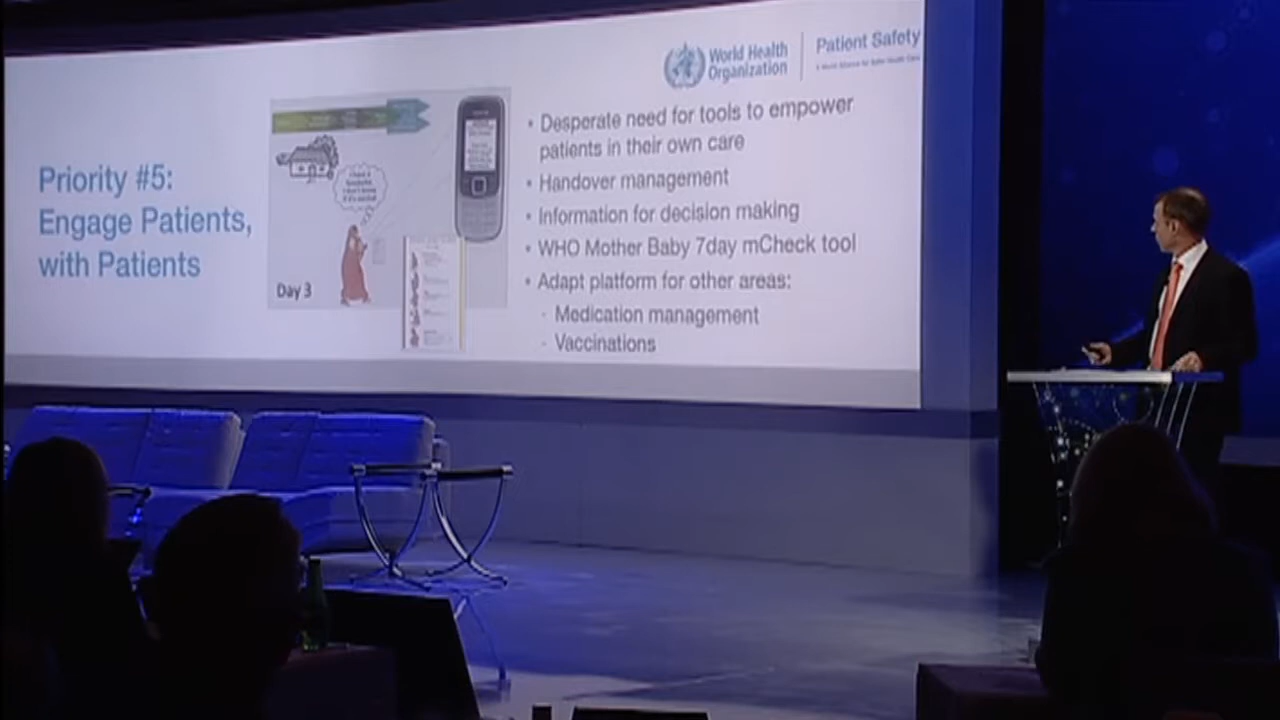 World Health
Organization
Patient Safety
Priority #5:
Engage Patients,
with Patients
Day 3
• Desperate need for tools to empower
patients in their own care
• Handover management
• Information for decision making
• WHO Mother Baby 7day mCheck tool
• Adapt platform for other areas:
- Medication management
- Vaccinations